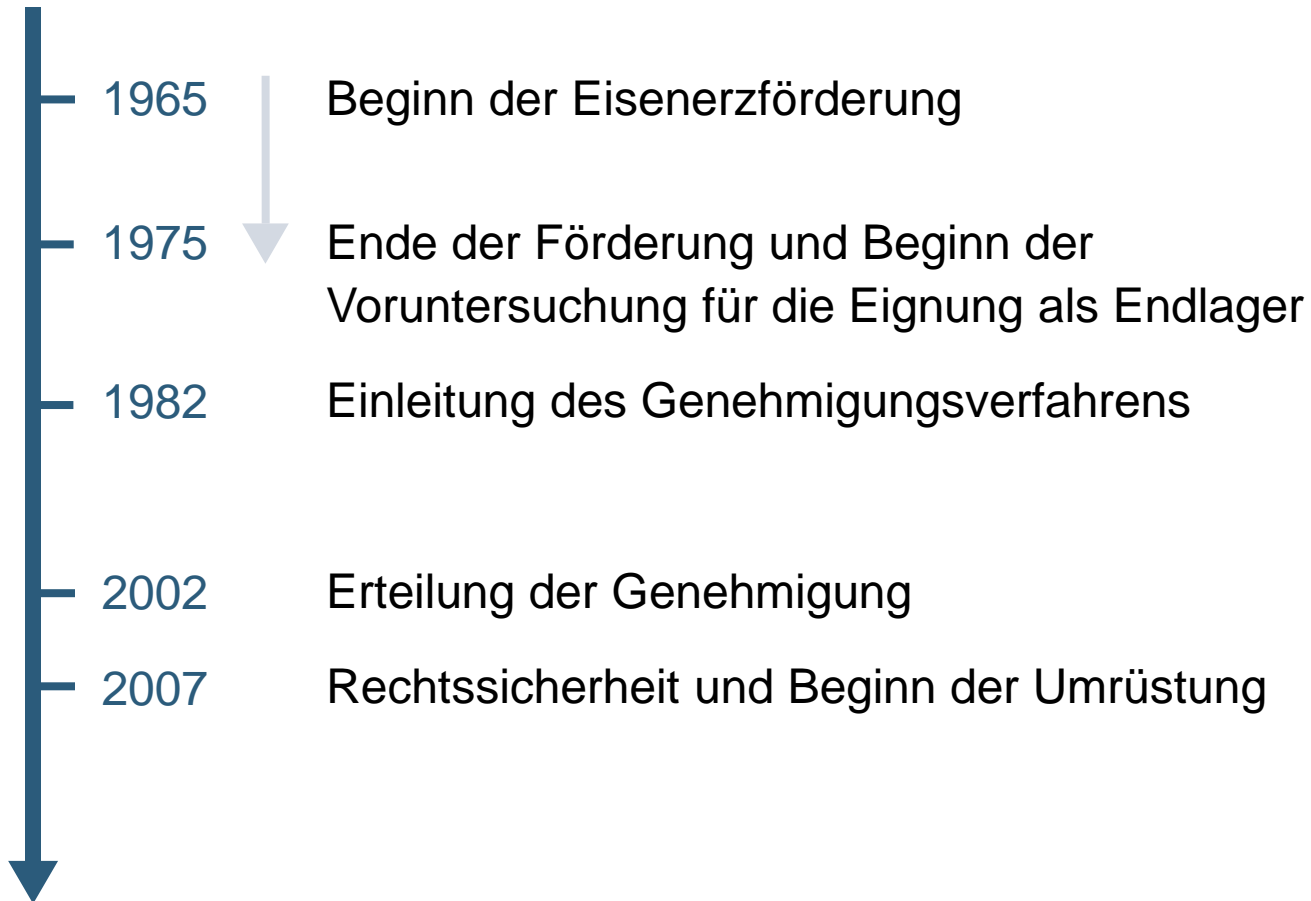 1965 Beginn der Eisenerzförderung
1975 Ende der Förderung und Beginn der
Voruntersuchung für die Eignung als Endlager
1982 Einleitung des Genehmigungsverfahrens
2002 Erteilung der Genehmigung
2007 Rechtssicherheit und Beginn der Umrüstung